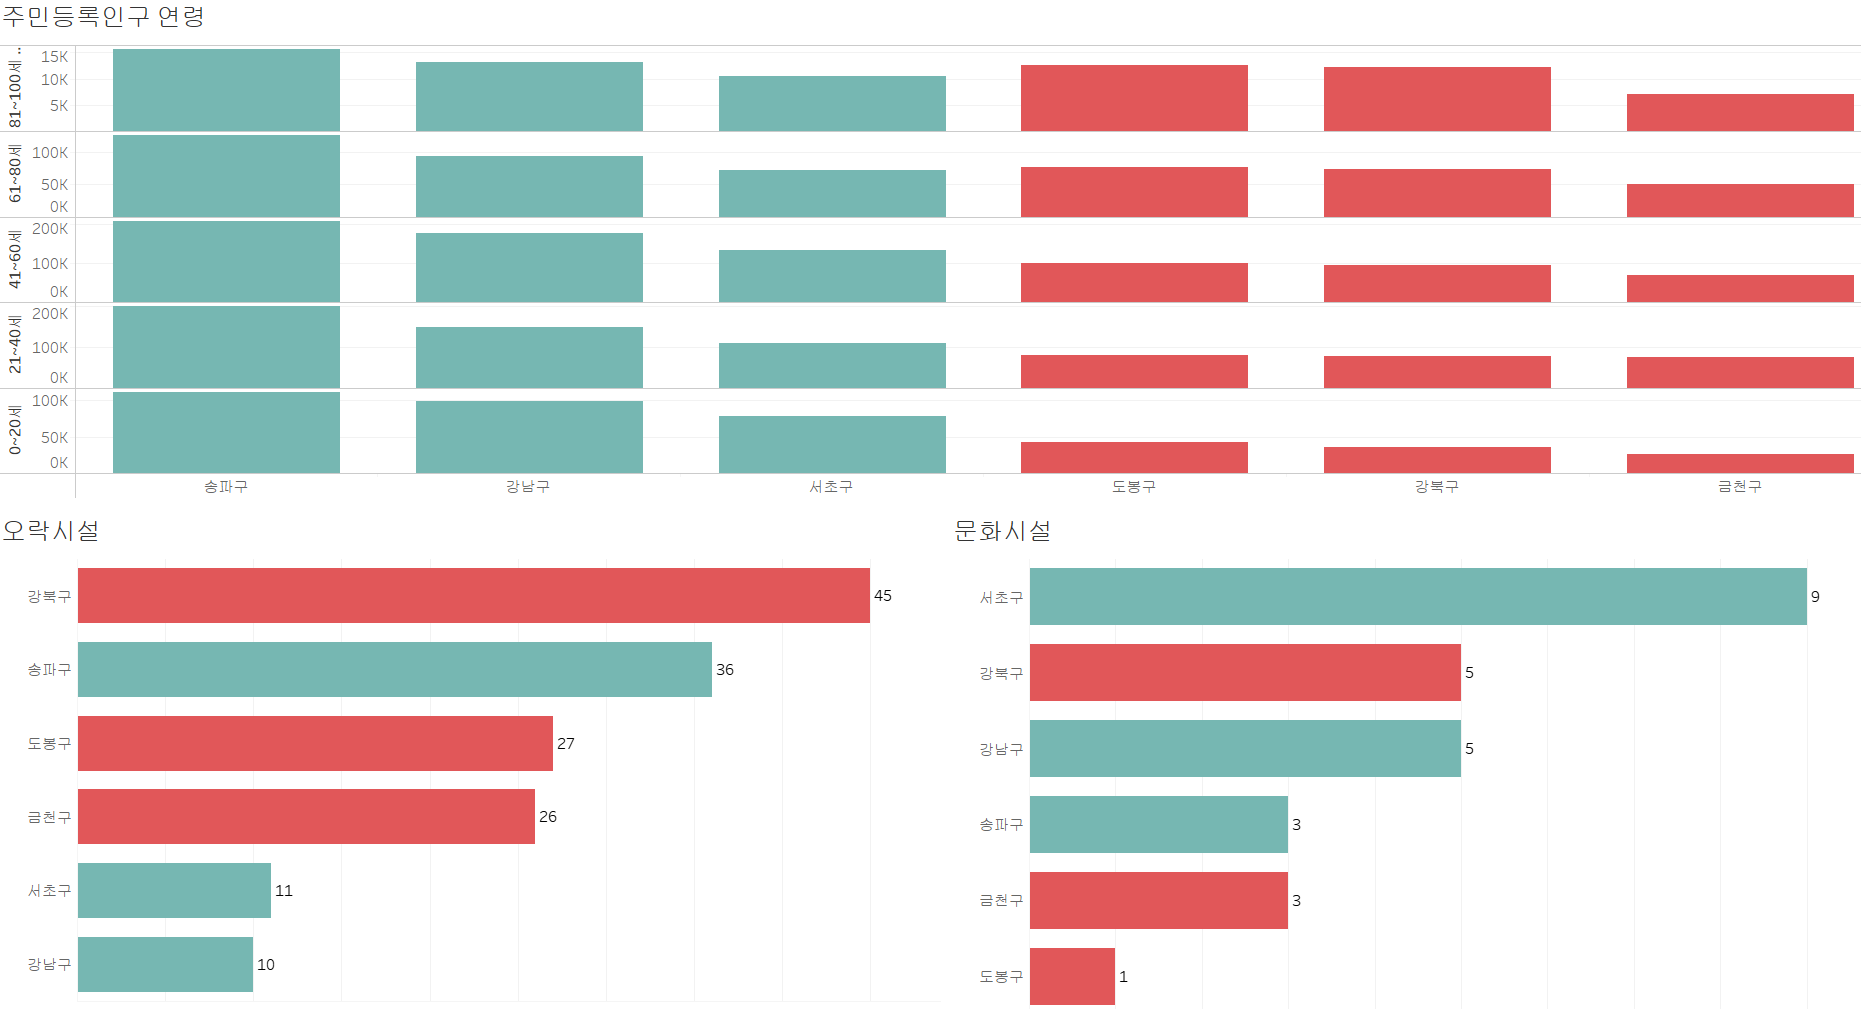 주민등록인구 연령
81~100세 ..
15K
10K
5K
61~80세
100K
50K
0K
41~60세
200K
100K
0K
21~40세
200K
100K
0K
0~20세
100K
50K
0K
송파구 강남구 서초구 도봉구 강북구 금천구
오락시설
강북구 45
송파구 36
도봉구 27
금천구 26
서초구 11
강남구 10
문화시설
서초구 9
강북구 5
강남구 5
송파구 3
금천구 3
도봉구 1